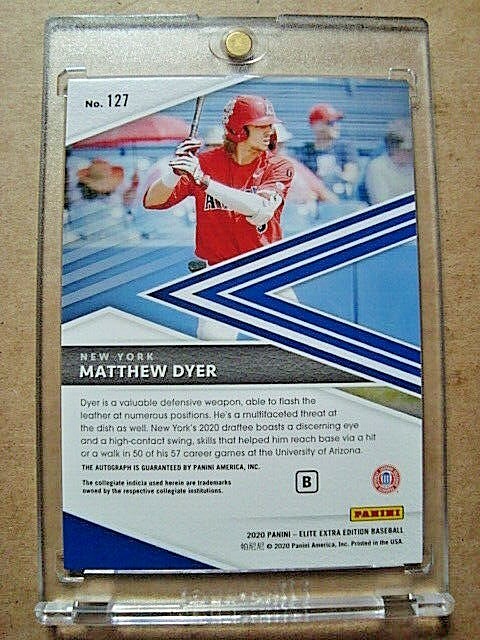 No. 127
NEW YORK
MATTHEW DYER
Dyer is a valuable defensive weapon, able to flash the
leather at numerous positions. He's a multifaceted threat at
the dish as well. New York's 2020 draftee boasts a discerning eye
and a high-contact swing, skills that helped him reach base via a hit
or a walk in 50 of his 57 career games at the University of Arizona.
THE AUTOGRAPH IS GUARANTEED BY PANINI AMERICA, INC.
The collegiate indicia used herein are trademarks
owned by the respective collegiate institutions.
B
PANINI
2020 PANINI – ELITE EXTRA EDITION BASEBALL
帕尼尼 © 2020 Panini America, Inc. Printed in the USA.